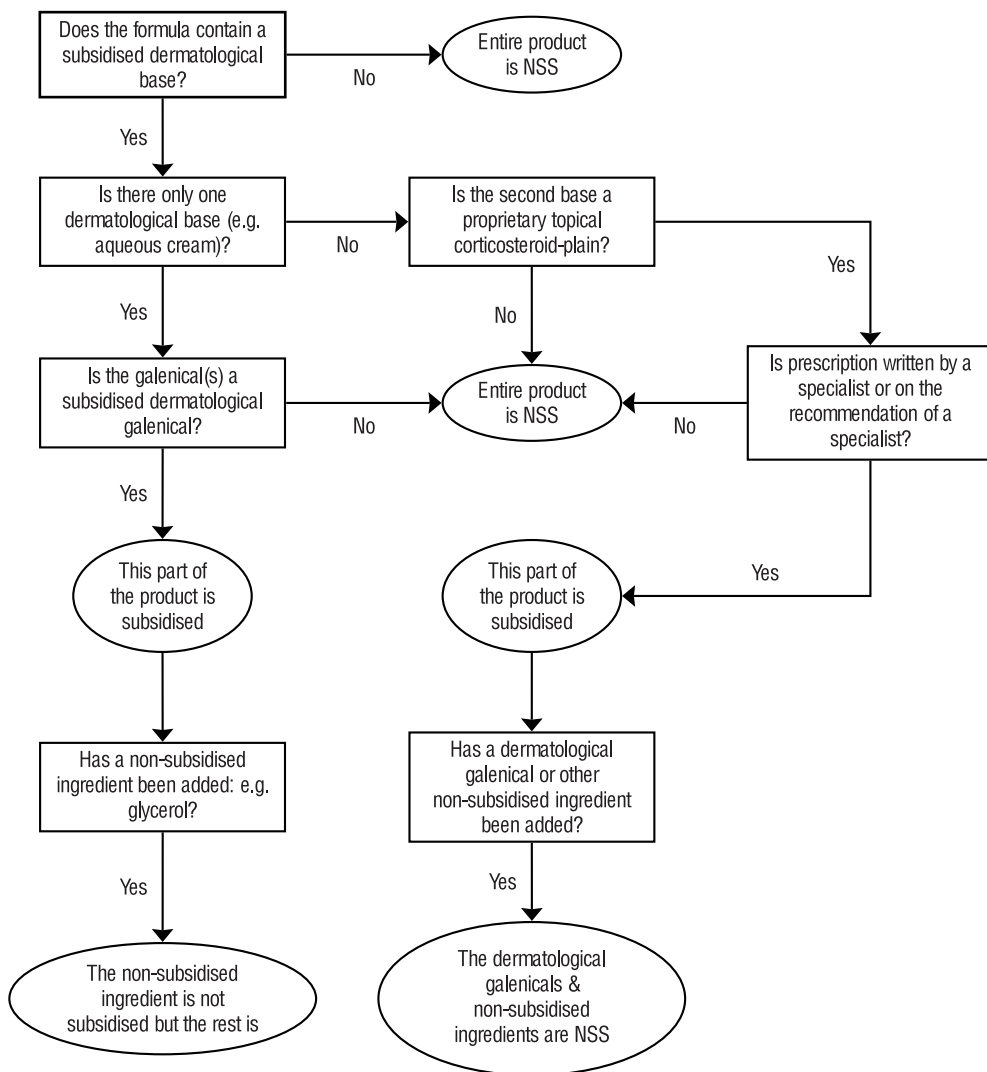 Does the formula contain a
subsidised dermatological
base?
No
Entire product
is NSS
Yes
Is there only one
dermatological base (e.g.
aqueous cream)?
No
Is the second base a
proprietary topical
corticosteroid-plain?
Yes
Yes
No
Is the galenical(s) a
subsidised dermatological
galenical?
No
Entire product
is NSS
No
Is prescription written by a
specialist or on the
recommendation of a
specialist?
Yes
Yes
This part of
the product is
subsidised
This part of
the product is
subsidised
Has a non-subsidised
ingredient been added: e.g.
glycerol?
Has a dermatological
galenical or other
non-subsidised ingredient
been added?
Yes
Yes
The non-subsidised
ingredient is not
subsidised but the rest is
The dermatological
galenicals &
non-subsidised
ingredients are NSS